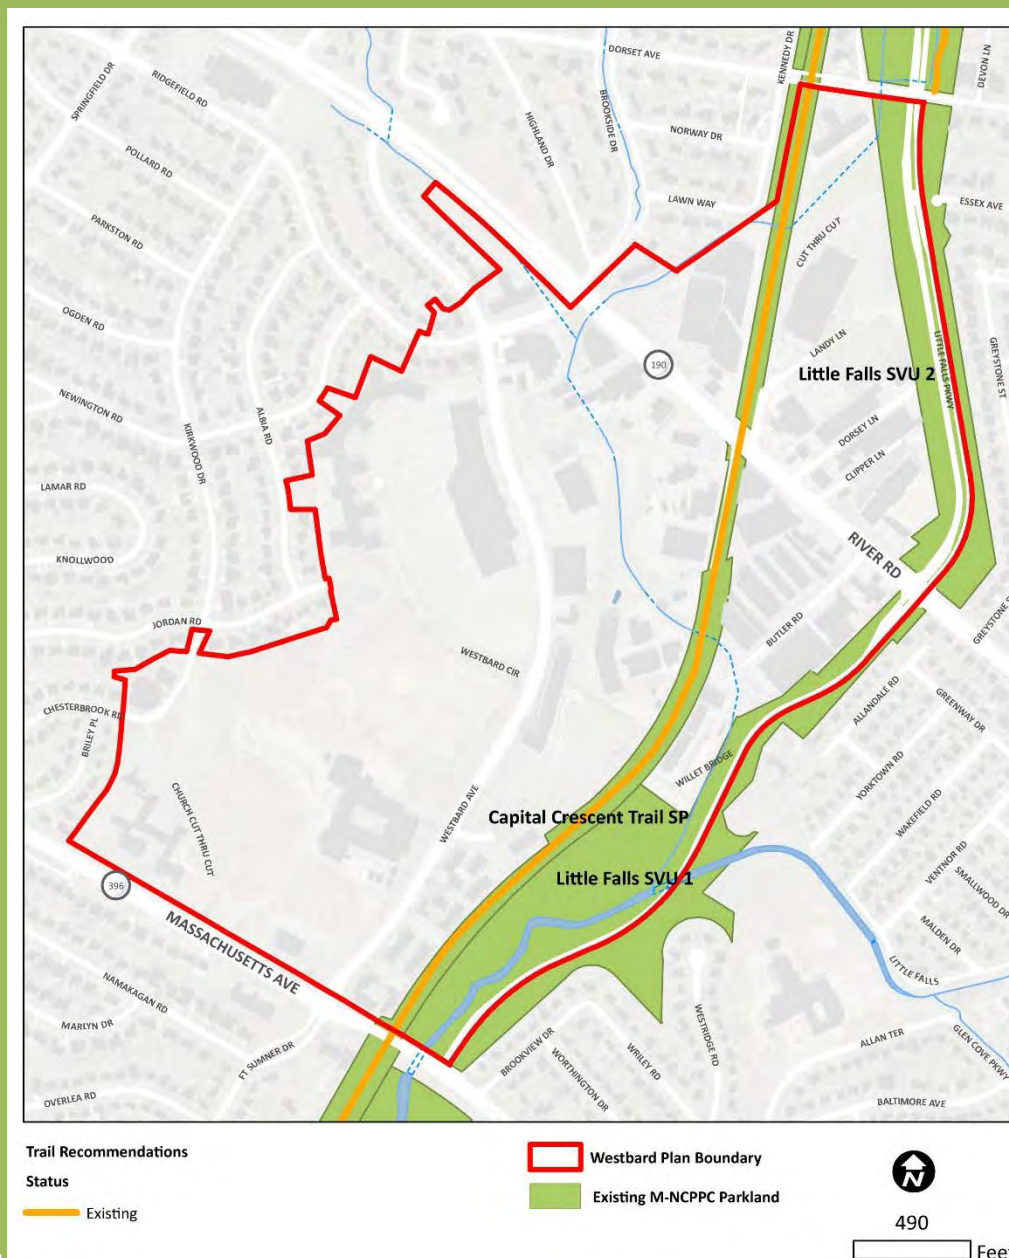 DORSET AVE
KENNEDY DR
DEVON LN
SPRINGFIELD DR
RIDGEFIELD RD
BROOKSIDE DR
HIGHLAND DR
NORWAY DR
POLLARD RD
LAWN WAY
ESSEX AVE
PARKSTON RD
CUT THRU CUT
OGDEN RD
LANDY LN
LITTLE FALLS PKWY
GREYSTONE ST
190
Little Falls SVU 2
NEWINGTON RD
ALBIA RD
KIRKWOOD DR
DORSEY LN
CLIPPER LN
LAMAR RD
RIVER RD
KNOLLWOOD
JORDAN RD
BUTLER RD
GREYSTONE
WESTBARD CIR
ALLANDALE RD
GREENWAY DR
CHESTERBROOK RD
BRILEY PL
WILLET BRIDGE
YORKTOWN RD
CHURCH CUT THRU CUT
WESTBARD AVE
WAKEFIELD RD
Capital Crescent Trail SP
VENTNOR RD
SMALLWOOD DR
Little Falls SVU 1
396
MALDEN DR
MASSACHUSETTS AVE
LITTLE FALLS
NAMAKAGAN RD
MARLYN DR
FT SUMNER DR
BROOKVIEW DR
WORTHINGTON DR
WRILEY RD
WESTRIDGE RD
ALLAN TER
GLEN COVE PKWY
OVERLEA RD
BALTIMORE AVE
Trail Recommendations
Status
Existing
Westbard Plan Boundary
Existing M-NCPPC Parkland
N
490
Feet